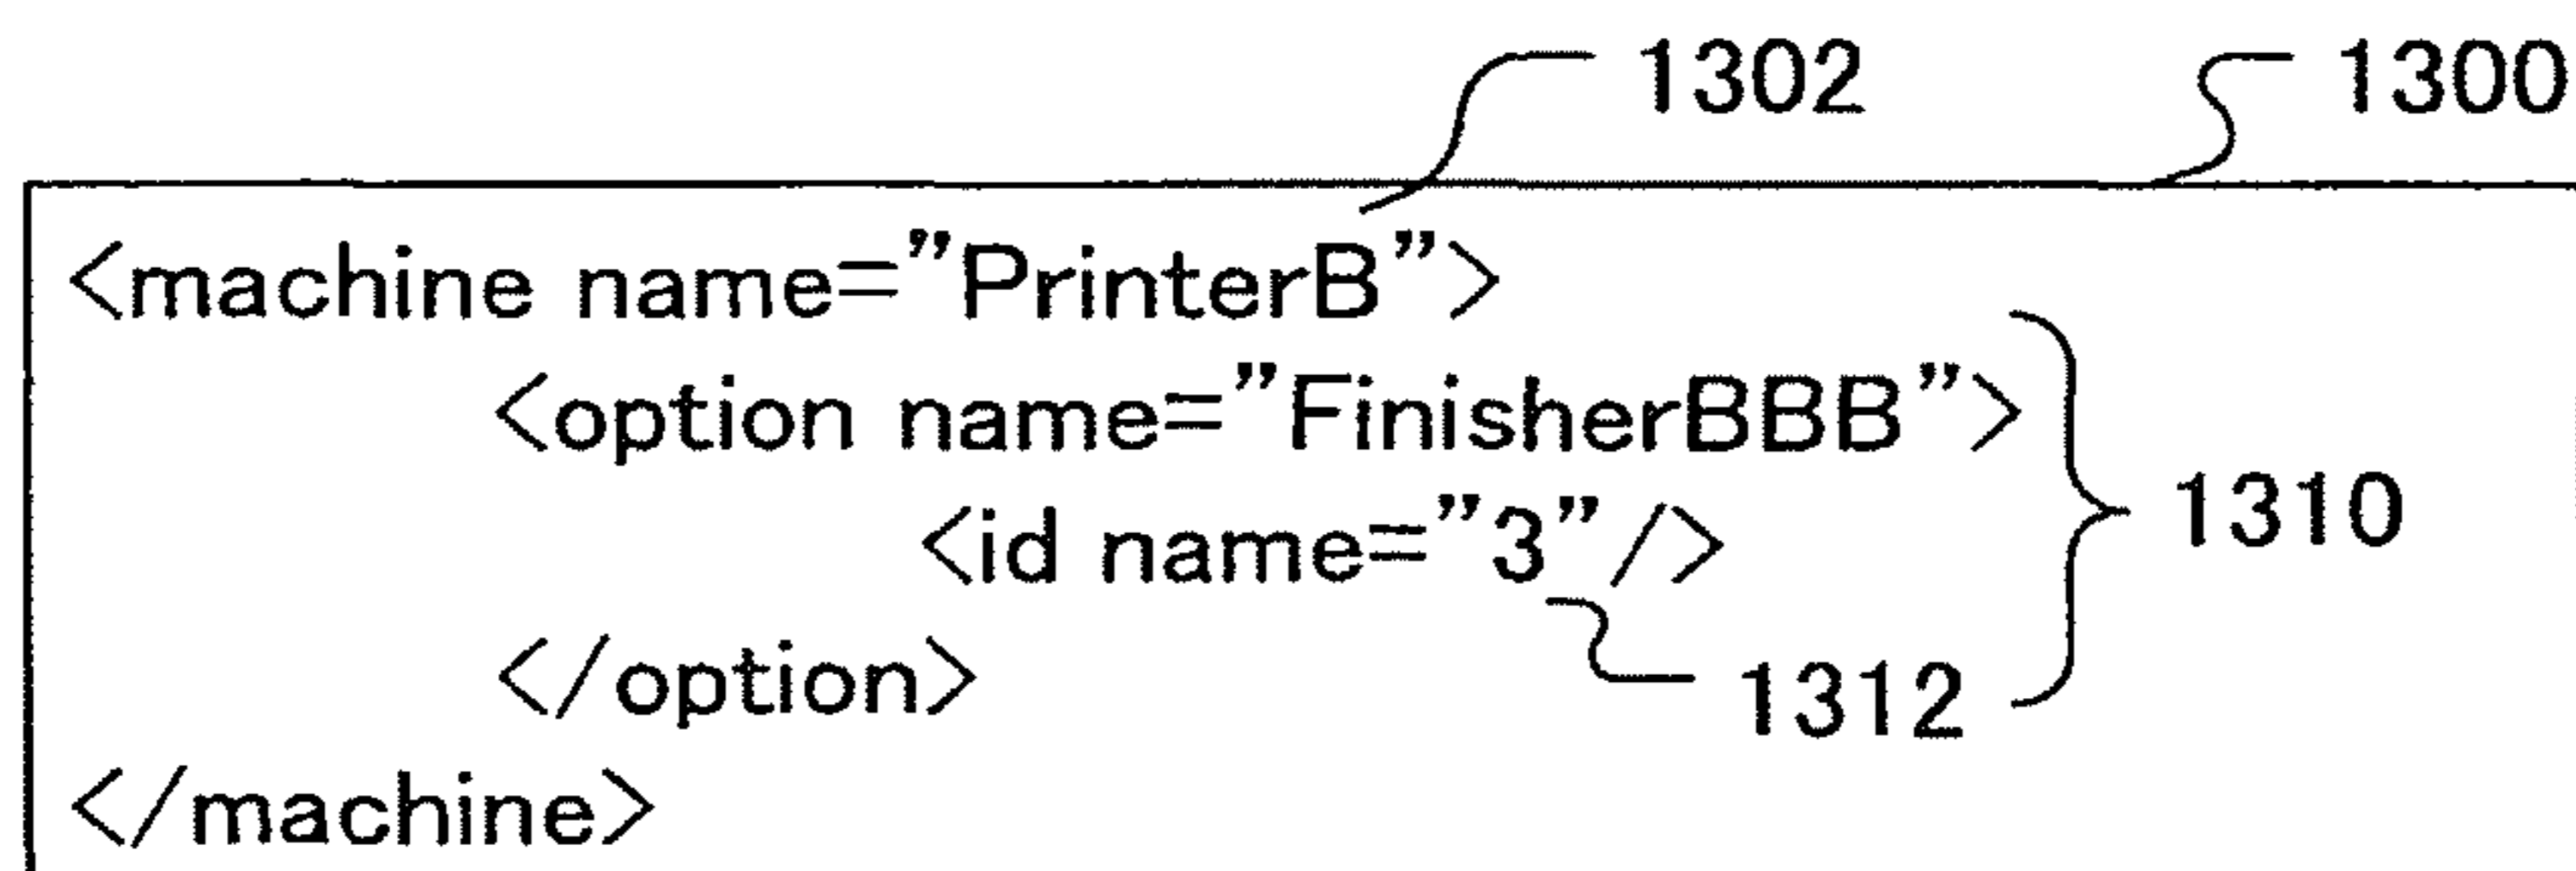 1302 1300
<machine name=”PrinterB”>
<option name=”FinisherBBB”>
<id name=”3”/> 1310
</option> 1312
</machine>